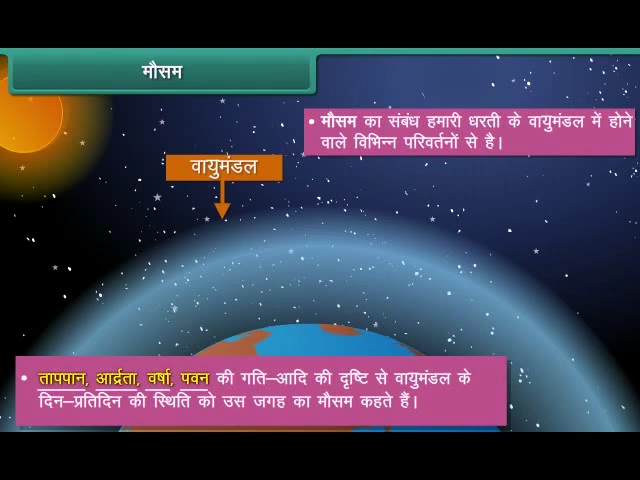 मौसम
• मौसम का संबंध हमारी धरती के वायुमंडल में होने
वाले विभिन्न परिवर्तनों से है।
वायुमंडल
• तापपान, आर्द्रता, वर्षा, पवन की गति–आदि की दृष्टि से वायुमंडल के
दिन–प्रतिदिन की स्थिति को उस जगह का मौसम कहते हैं।